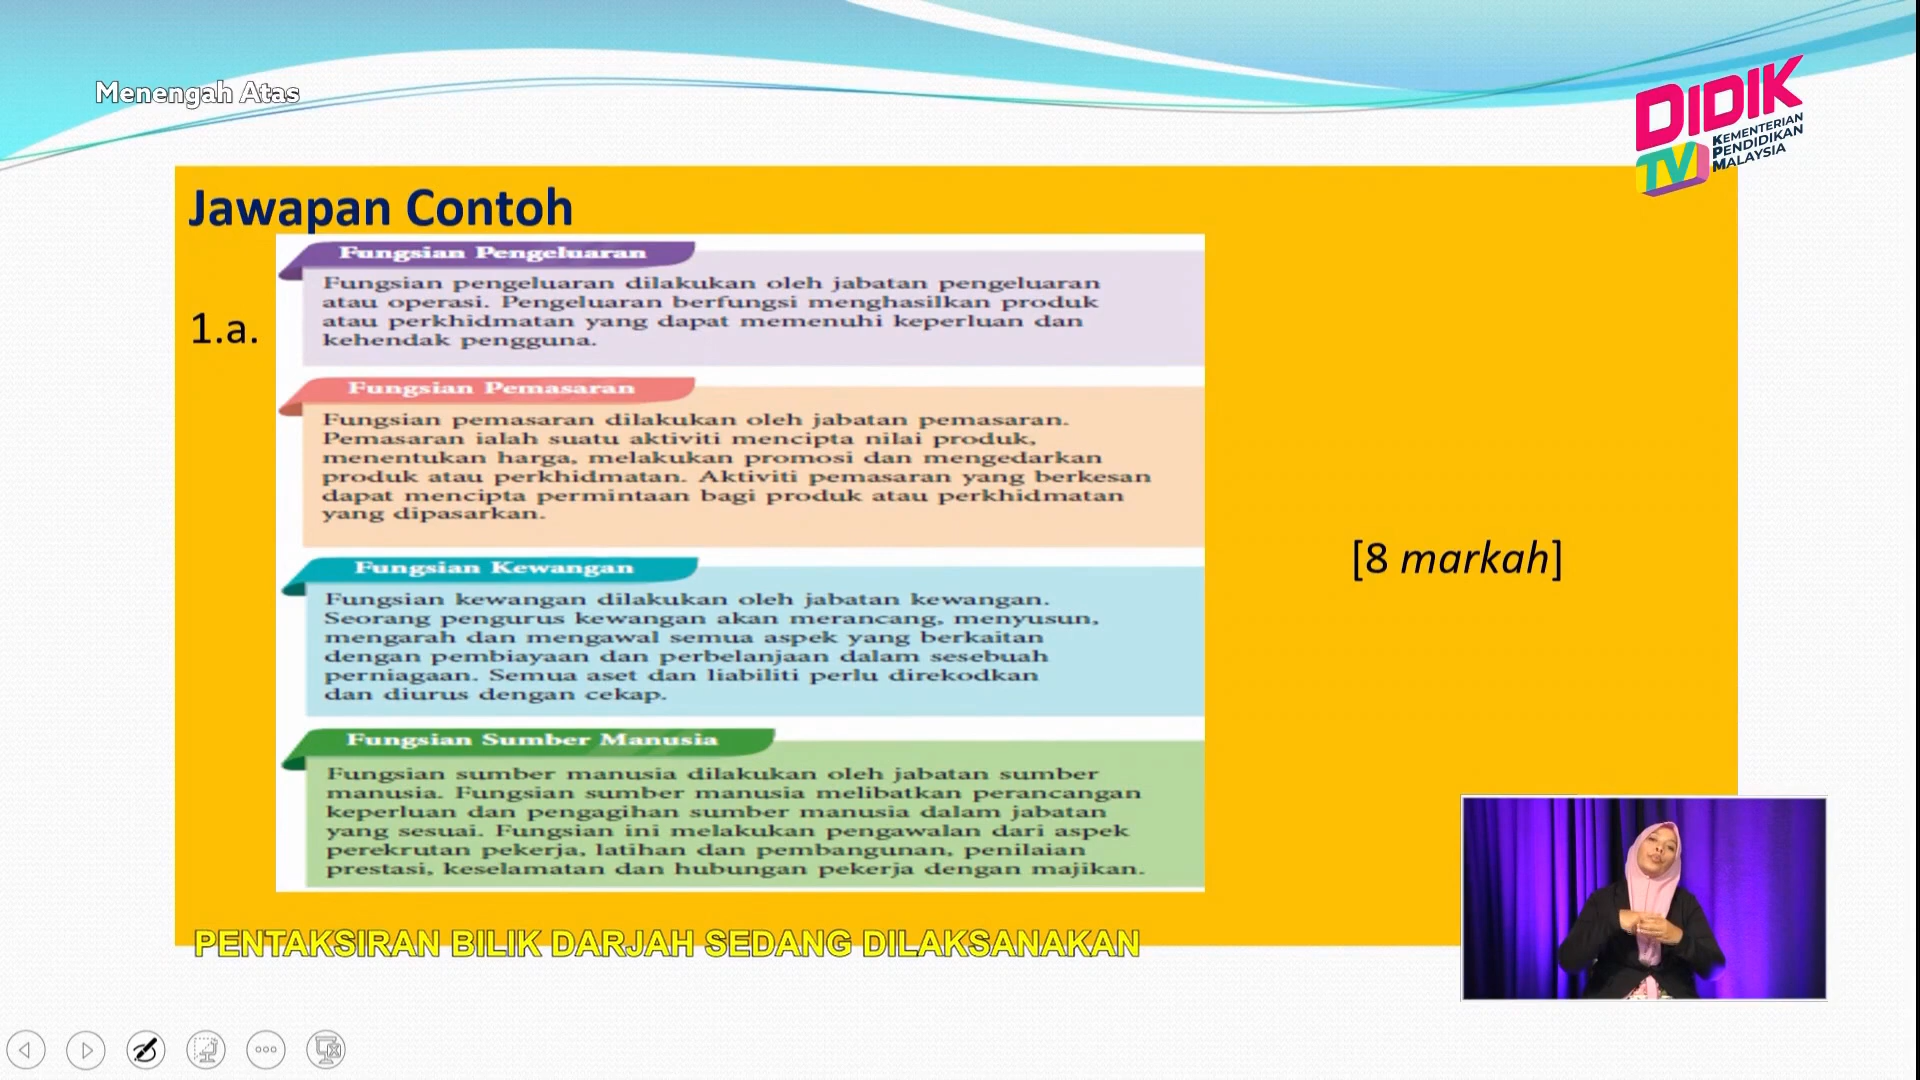 Menengah Atas
DIDIK
TV
KEMENTERIAN
PENDIDIKAN
MALAYSIA
Jawapan Contoh
1.a.
Fungsian Pengeluaran
Fungsian pengeluaran dilakukan oleh jabatan pengeluaran
atau operasi. Pengeluaran berfungsi menghasilkan produk
atau perkhidmatan yang dapat memenuhi keperluan dan
kehendak pengguna.
Fungsian Pemasaran
Fungsian pemasaran dilakukan oleh jabatan pemasaran.
Pemasaran ialah suatu aktiviti mencipta nilai produk,
menentukan harga, melakukan promosi dan mengedarkan
produk atau perkhidmatan. Aktiviti pemasaran yang berkesan
dapat mencipta permintaan bagi produk atau perkhidmatan
yang dipasarkan.
Fungsian Kewangan
Fungsian kewangan dilakukan oleh jabatan kewangan.
Seorang pengurus kewangan akan merancang, menyusun,
mengarah dan mengawal semua aspek yang berkaitan
dengan pembiayaan dan perbelanjaan dalam sesebuah
perniagaan. Semua aset dan liabiliti perlu direkodkan
dan diurus dengan cekap.
Fungsian Sumber Manusia
Fungsian sumber manusia dilakukan oleh jabatan sumber
manusia. Fungsian sumber manusia melibatkan perancangan
keperluan dan pengagihan sumber manusia dalam jabatan
yang sesuai. Fungsian ini melakukan pengawalan dari aspek
perekrutan pekerja, latihan dan pembangunan, penilaian
prestasi, keselamatan dan hubungan pekerja dengan majikan.
[8 markah]
PENTAKSIRAN BILIK DARJAH SEDANG DILAKSANAKAN